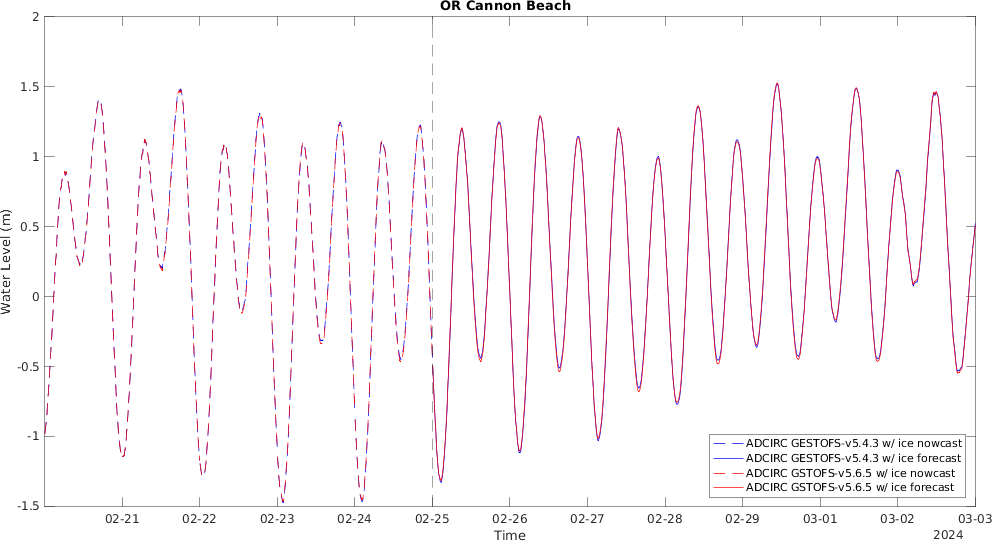 OR Cannon Beach
2
1.5
1
0.5
0
-0.5
-1
-1.5
Water Level (m)
02-21 02-22 02-23 02-24 02-25 02-26 02-27 02-28 02-29 03-01 03-02 03-03
Time
2024
ADCIRC GESTOFS-v5.4.3 w/ ice nowcast
ADCIRC GESTOFS-v5.4.3 w/ ice forecast
ADCIRC GSTOFS-v5.6.5 w/ ice nowcast
ADCIRC GSTOFS-v5.6.5 w/ ice forecast